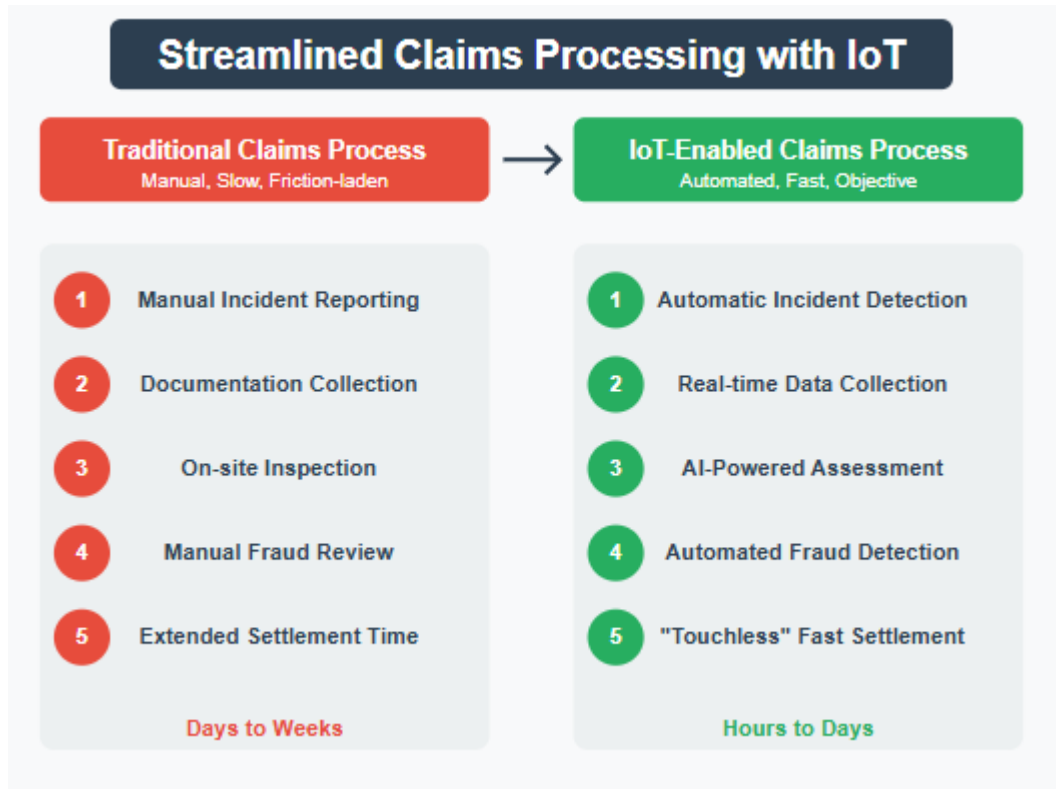 Streamlined Claims Processing with IoT
Traditional Claims Process
Manual, Slow, Friction-laden
IoT-Enabled Claims Process
Automated, Fast, Objective
1 Manual Incident Reporting
2 Documentation Collection
3 On-site Inspection
4 Manual Fraud Review
5 Extended Settlement Time
Days to Weeks
1 Automatic Incident Detection
2 Real-time Data Collection
3 AI-Powered Assessment
4 Automated Fraud Detection
5 "Touchless" Fast Settlement
Hours to Days